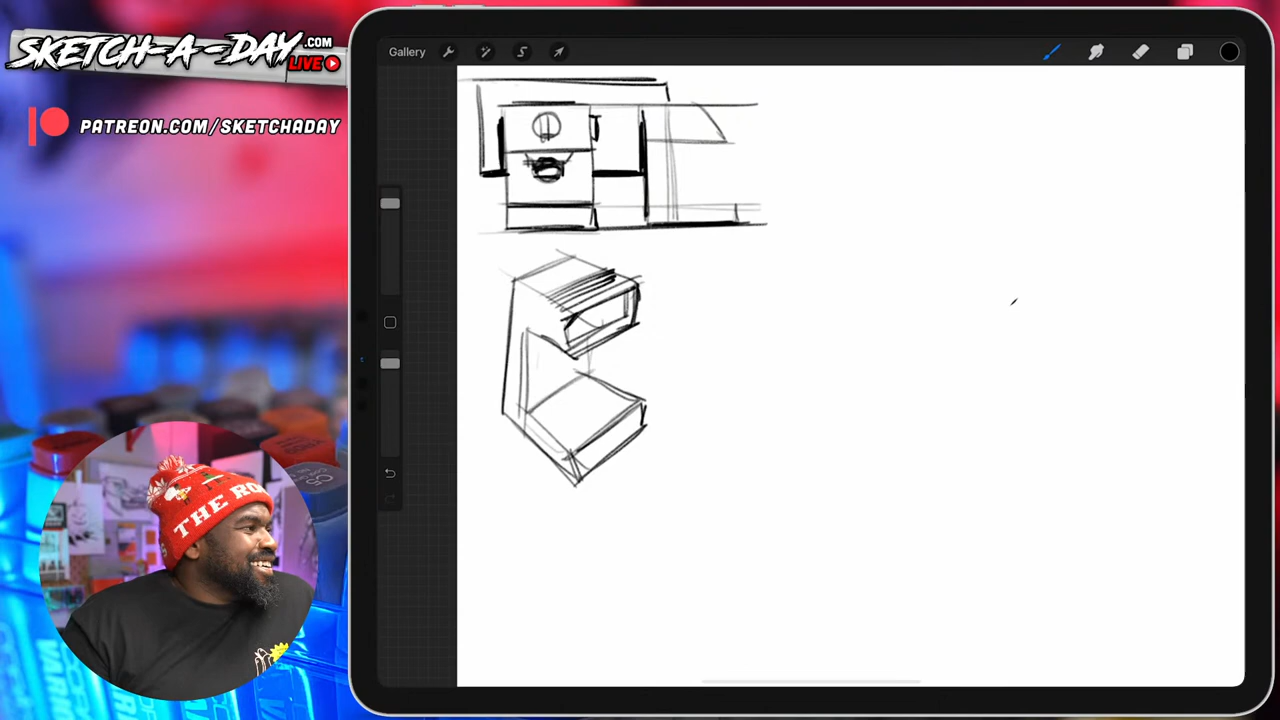 SKETCH-A-DAY.COM
LIVE
PATREON.COM/SKETCHADAY
Gallery
THE RO